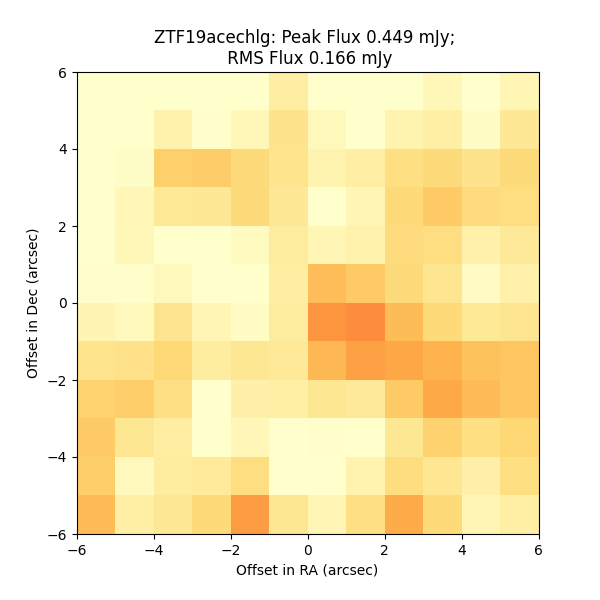 ZTF19acechlg: Peak Flux 0.449 mJy;
RMS Flux 0.166 mJy
6
4
2
0
−2
−4
−6
Offset in Dec (arcsec)
−6 −4 −2 0 2 4 6
Offset in RA (arcsec)